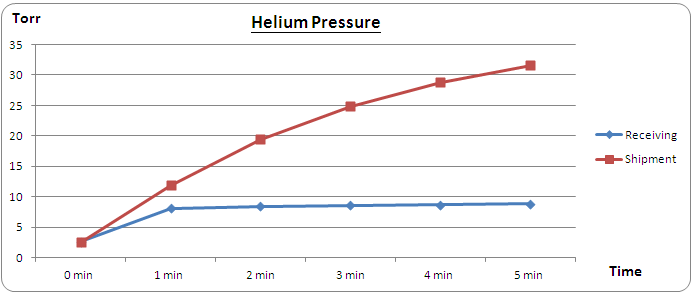 Torr
Helium Pressure
35
30
25
20
15
10
5
0
0 min 1 min 2 min 3 min 4 min 5 min
Time
Receiving
Shipment